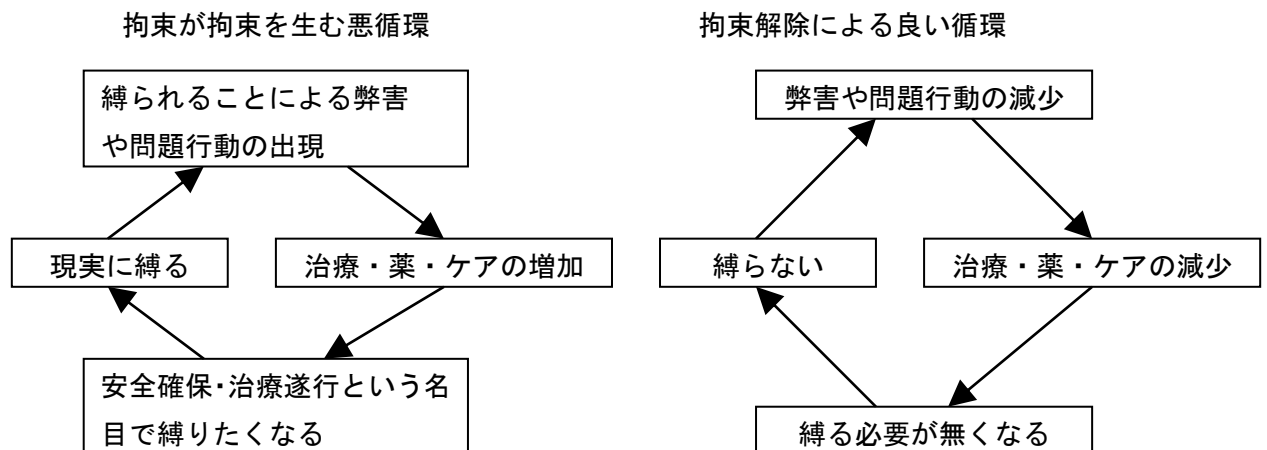 拘束が拘束を生む悪循環
縛られることによる弊害
や問題行動の出現
現実に縛る
治療・薬・ケアの増加
安全確保・治療遂行という名
目で縛りたくなる
拘束解除による良い循環
弊害や問題行動の減少
縛らない
治療・薬・ケアの減少
縛る必要が無くなる